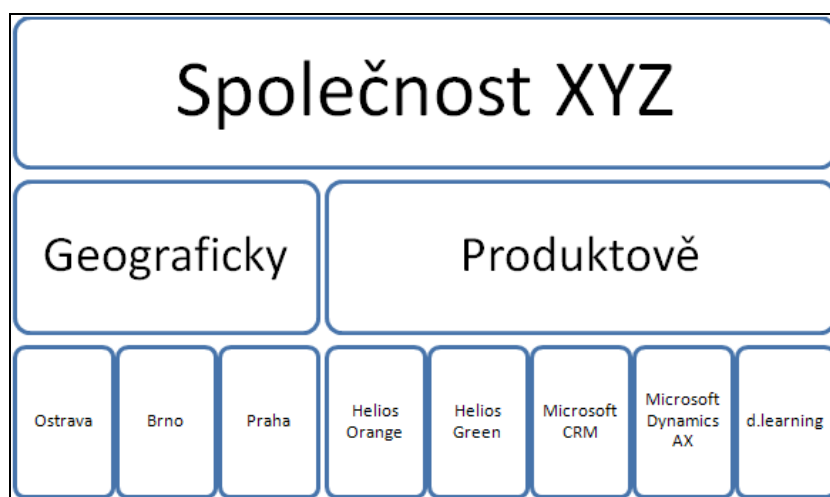 Společnost XYZ
Geograficky
Produktově
Ostrava
Brno
Praha
Helios
Orange
Helios
Green
Microsoft
CRM
Microsoft
Dynamics
AX
d.learning